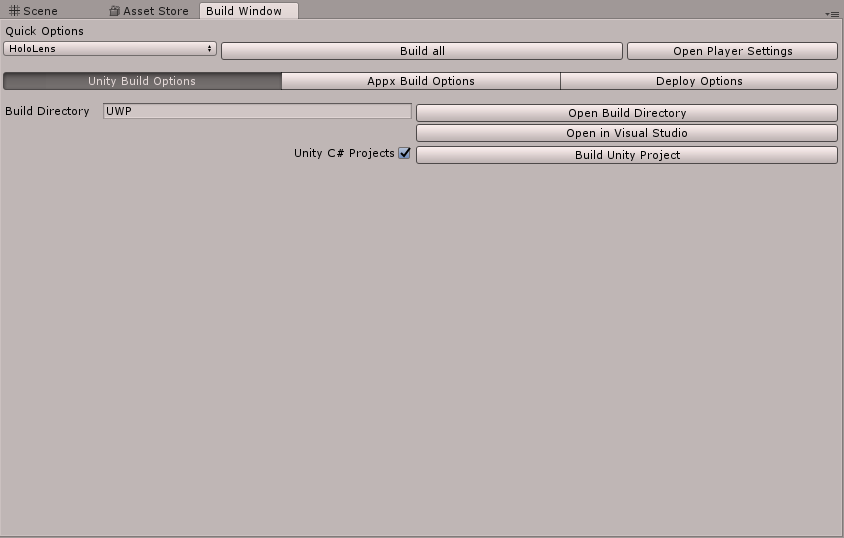 Scene Asset Store Build Window
Quick Options
HoloLens Build all Open Player Settings
Unity Build Options Appx Build Options Deploy Options
Build Directory UWP Open Build Directory
Open in Visual Studio
Unity C# Projects Build Unity Project